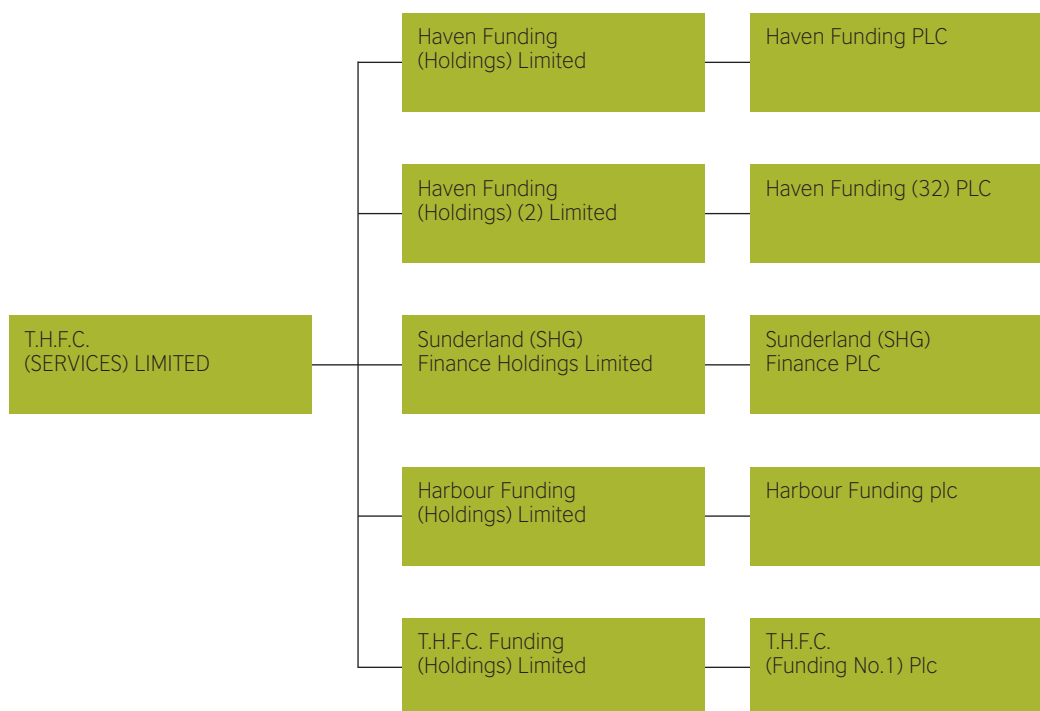 Haven Funding
(Holdings) Limited
Haven Funding PLC
Haven Funding
(Holdings) (2) Limited
Haven Funding (32) PLC
T.H.F.C.
(SERVICES) LIMITED
Sunderland (SHG)
Finance Holdings Limited
Sunderland (SHG)
Finance PLC
Harbour Funding
(Holdings) Limited
Harbour Funding plc
T.H.F.C. Funding
(Holdings) Limited
T.H.F.C.
(Funding No.1) Plc